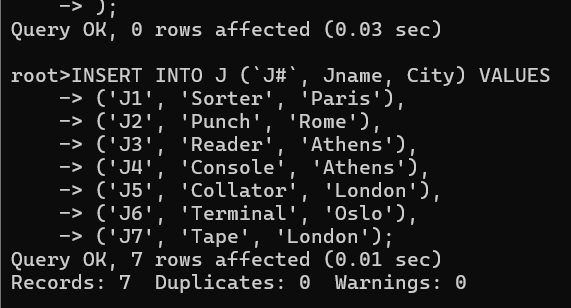 -> );
Query OK, 0 rows affected (0.03 sec)

root>INSERT INTO J (`J#`, Jname, City) VALUES
    -> ('J1', 'Sorter', 'Paris'),
    -> ('J2', 'Punch', 'Rome'),
    -> ('J3', 'Reader', 'Athens'),
    -> ('J4', 'Console', 'Athens'),
    -> ('J5', 'Collator', 'London'),
    -> ('J6', 'Terminal', 'Oslo'),
    -> ('J7', 'Tape', 'London');
Query OK, 7 rows affected (0.01 sec)
Records: 7  Duplicates: 0  Warnings: 0